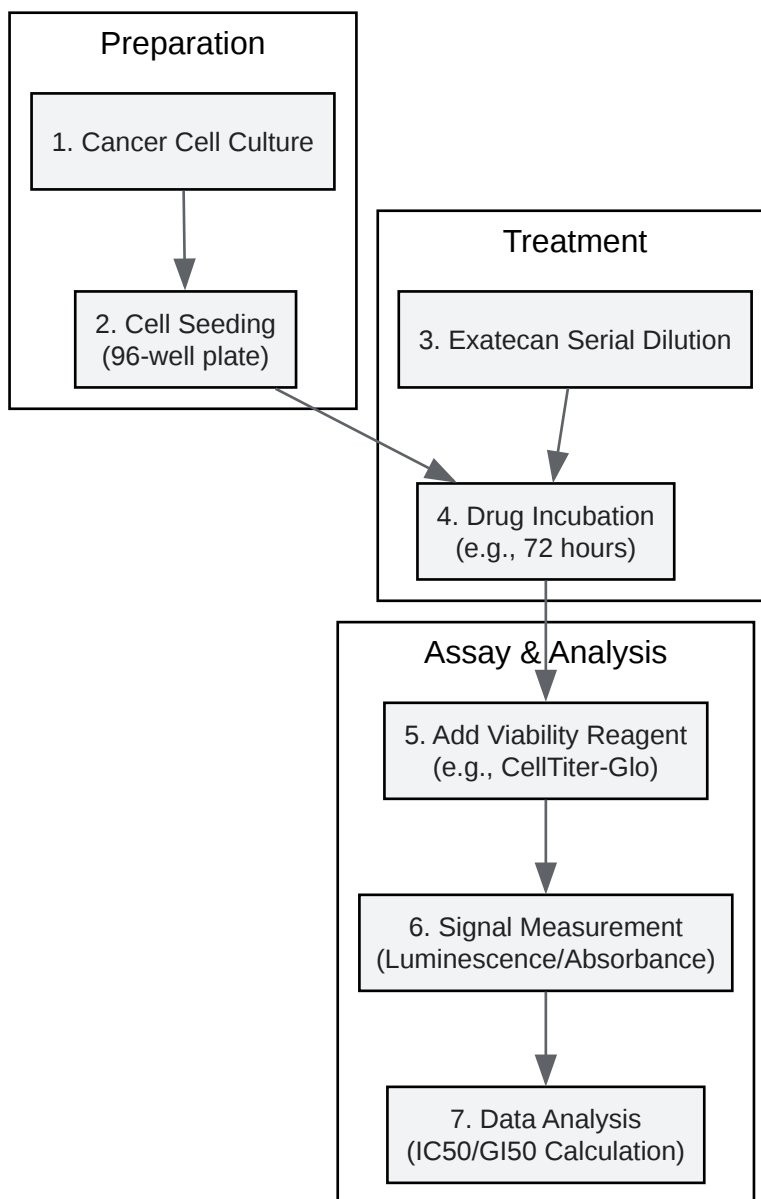 Preparation
1. Cancer Cell Culture
2. Cell Seeding
(96-well plate)
Treatment
3. Exatecan Serial Dilution
4. Drug Incubation
(e.g., 72 hours)
Assay & Analysis
5. Add Viability Reagent
(e.g., CellTiter-Glo)
6. Signal Measurement
(Luminescence/Absorbance)
7. Data Analysis
(IC50/GI50 Calculation)